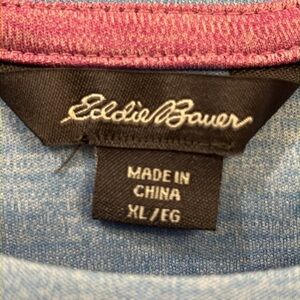 Eddie Bauer
MADE IN
CHINA
XL/EG